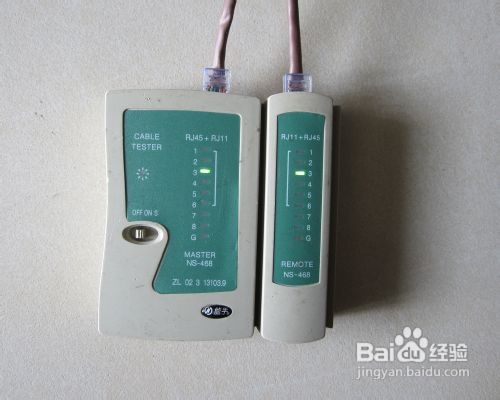 CABLE
TESTER
RJ45+RJ11
1
2
3
4
5
6
7
8
G
OFF ON S
MASTER
NS-468
ZL 02 3 13103.9
RJ11+RJ45
1
2
3
4
5
6
7
8
G
REMOTE
NS-468
Baidu经验
jingyan.baidu.com